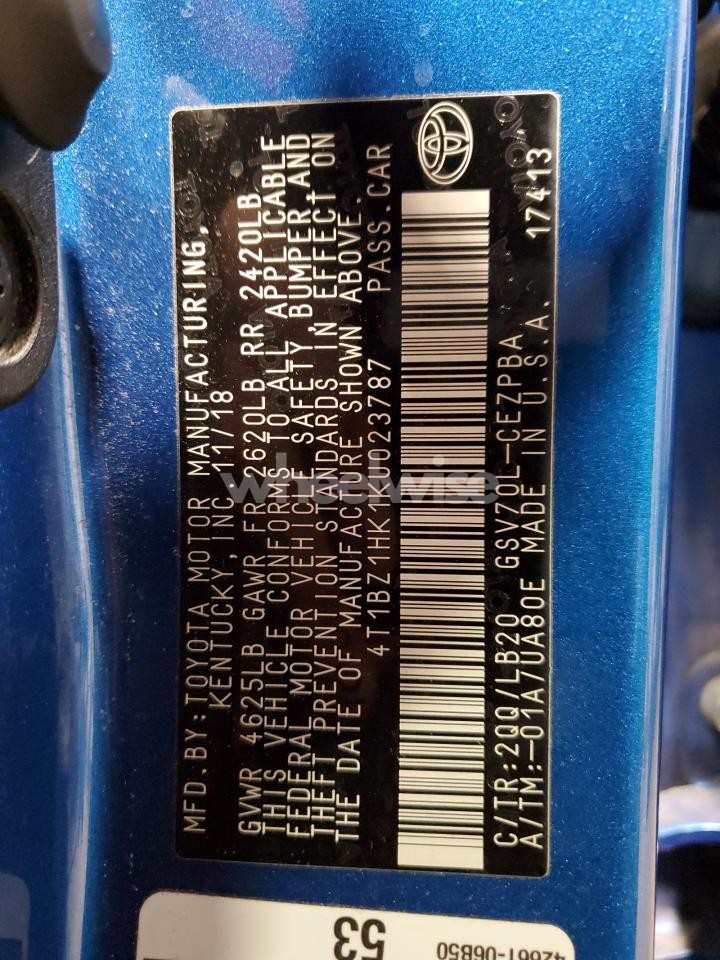 MFD.BY:TOYOTA MOTOR MANUFACTURING,
KENTUCKY, INC. 11/18
GVWR 4625LB GAWR FR 2620LB RR 2420LB
THIS VEHICLE CONFORMS TO ALL APPLICABLE
FEDERAL MOTOR VEHICLE SAFETY, BUMPER, AND
THEFT PREVENTION STANDARDS IN EFFECT ON
THE DATE OF MANUFACTURE SHOWN ABOVE.
PASS.CAR
C/TR:2QQ/LB20 GSV70L-CEZPBA
A/TM:-01A/UA80E MADE IN U.S.A. 17413
wheelwise
53
42661-06B50